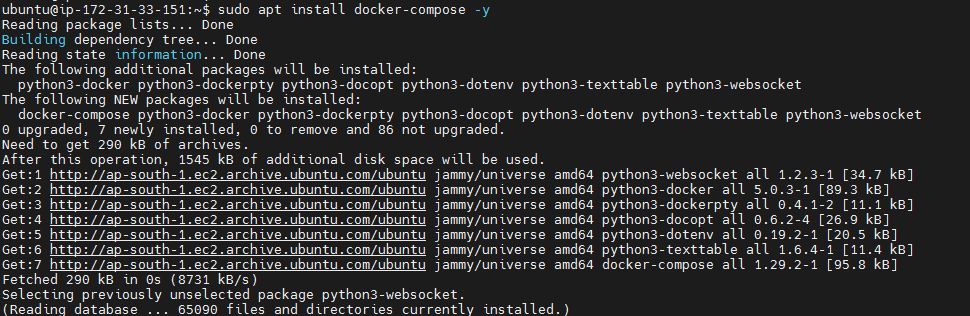 ubuntu@ip-172-31-33-151:~$ sudo apt install docker-compose -y
Reading package lists... Done
Building dependency tree... Done
Reading state information... Done
The following additional packages will be installed:
  python3-docker python3-dockerpty python3-docopt python3-dotenv python3-texttable python3-websocket
The following NEW packages will be installed:
  docker-compose python3-docker python3-dockerpty python3-docopt python3-dotenv python3-texttable python3-websocket
0 upgraded, 7 newly installed, 0 to remove and 86 not upgraded.
Need to get 290 kB of archives.
After this operation, 1545 kB of additional disk space will be used.
Get:1 http://ap-south-1.ec2.archive.ubuntu.com/ubuntu jammy/universe amd64 python3-websocket all 1.2.3-1 [34.7 kB]
Get:2 http://ap-south-1.ec2.archive.ubuntu.com/ubuntu jammy/universe amd64 python3-docker all 5.0.3-1 [89.3 kB]
Get:3 http://ap-south-1.ec2.archive.ubuntu.com/ubuntu jammy/universe amd64 python3-dockerpty all 0.4.1-2 [11.1 kB]
Get:4 http://ap-south-1.ec2.archive.ubuntu.com/ubuntu jammy/universe amd64 python3-docopt all 0.6.2-4 [26.9 kB]
Get:5 http://ap-south-1.ec2.archive.ubuntu.com/ubuntu jammy/universe amd64 python3-dotenv all 0.19.2-1 [20.5 kB]
Get:6 http://ap-south-1.ec2.archive.ubuntu.com/ubuntu jammy/universe amd64 python3-texttable all 1.6.4-1 [11.4 kB]
Get:7 http://ap-south-1.ec2.archive.ubuntu.com/ubuntu jammy/universe amd64 docker-compose all 1.29.2-1 [95.8 kB]
Fetched 290 kB in 0s (8731 kB/s)
Selecting previously unselected package python3-websocket.
(Reading database ... 65090 files and directories currently installed.)